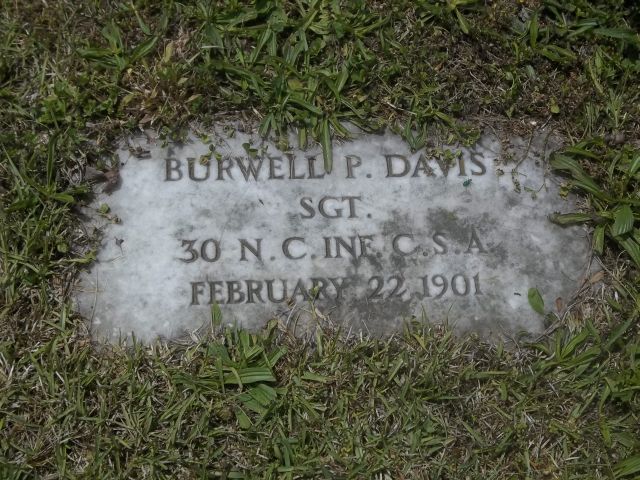 BURWELL P. DAVIS
SGT.
30 N.C. INF. C.S.A.
FEBRUARY 22, 1901